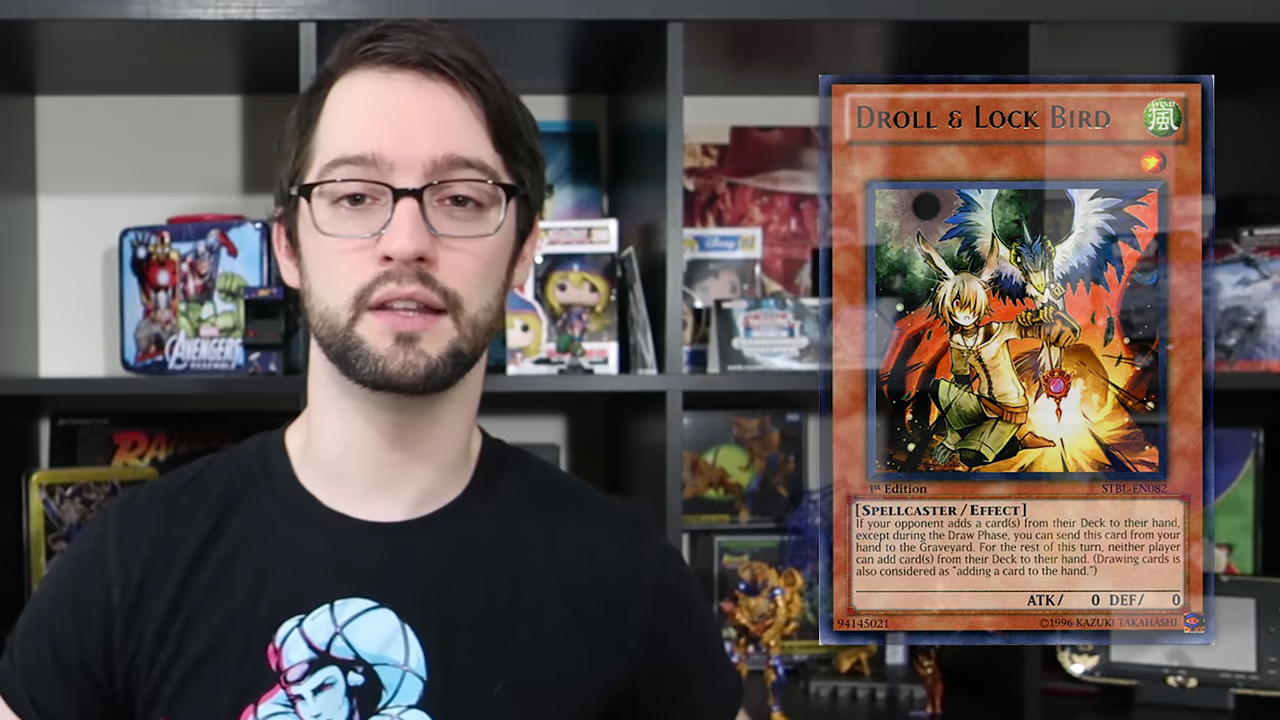 DROLL & LOCK BIRD
WIND
風
1st Edition
STBL-EN082
[SPELLCASTER / EFFECT]
If your opponent adds a card(s) from their Deck to their hand,
except during the Draw Phase, you can send this card from your
hand to the Graveyard. For the rest of this turn, neither player
can add card(s) from their Deck to their hand. (Drawing cards is
also considered as "adding a card to the hand.")
ATK/ 0 DEF/ 0
94145021
©1996 KAZUKI TAKAHASHI
AVENGERS
ASSEMBLE
Disney